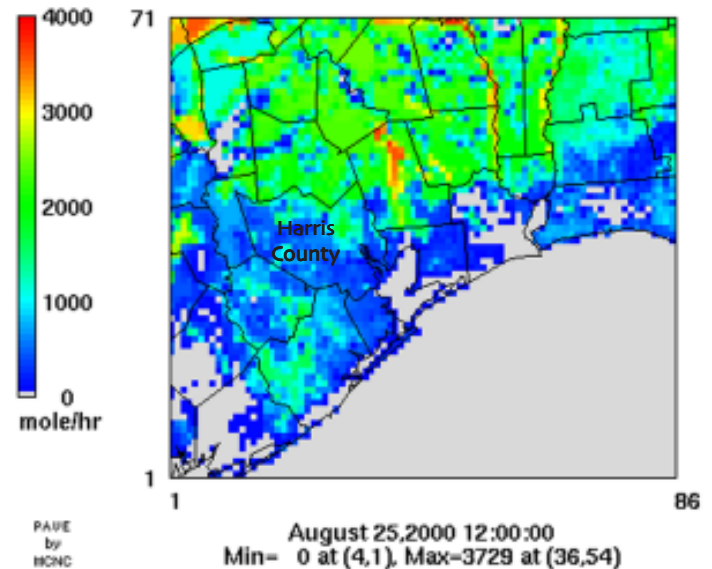 4000
3000
2000
1000
0
mole/hr
71
1
1
86
Harris
County
PAVE
by
MCNC
August 25,2000 12:00:00
Min= 0 at (4,1), Max=3729 at (36,54)